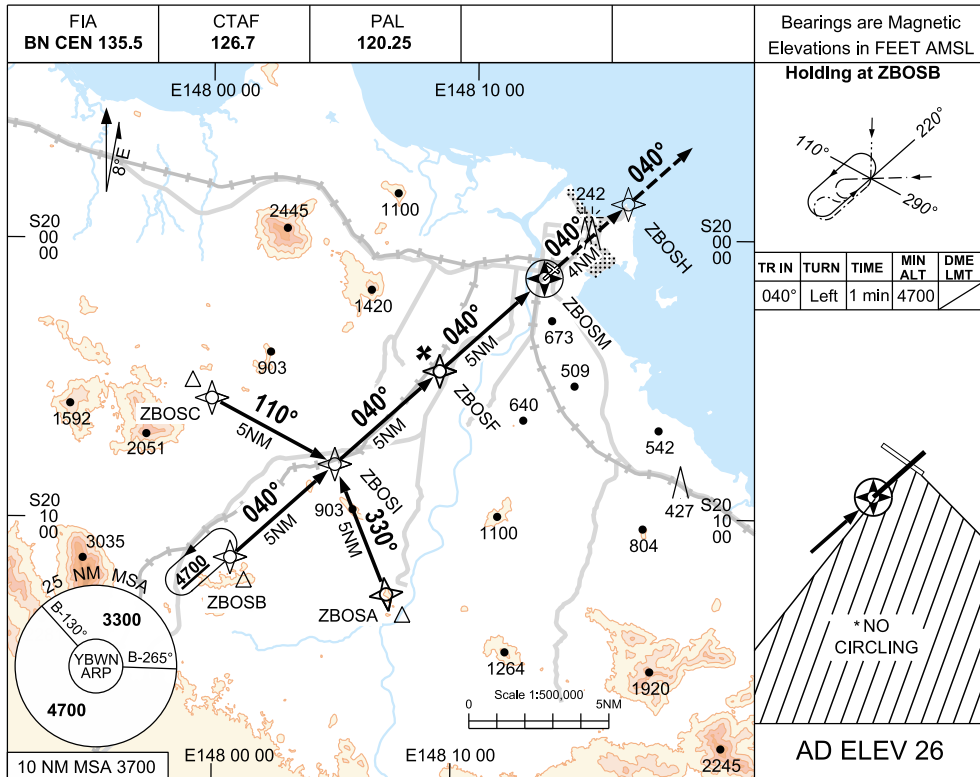 FIA
BN CEN 135.5
CTAF
126.7
PAL
120.25
Bearings are Magnetic
Elevations in FEET AMSL
Holding at ZBOSB
110°
220°
290°
TR IN TURN TIME MIN ALT DME LMT
040° Left 1 min 4700
E148 00 00
E148 10 00
8°E
S20 00 00
S20 00 00
2445
1100
242
040°
040°
4NM
ZBOSH
1420
ZBOSM
673
040°
5NM
903
509
ZBOSF
640
1592
ZBOSC
2051
110°
5NM
040°
5NM
542
ZBOSI
427
S20 10 00
S20 10 00
040°
5NM
903
330°
5NM
1100
804
3035
4700
ZBOSB
ZBOSA
25 NM MSA
3300
B-130°
B-265°
YBWN ARP
4700
1264
1920
2245
Scale 1:500,000
0
5NM
E148 00 00
E148 10 00
10 NM MSA 3700
*NO CIRCLING
AD ELEV 26